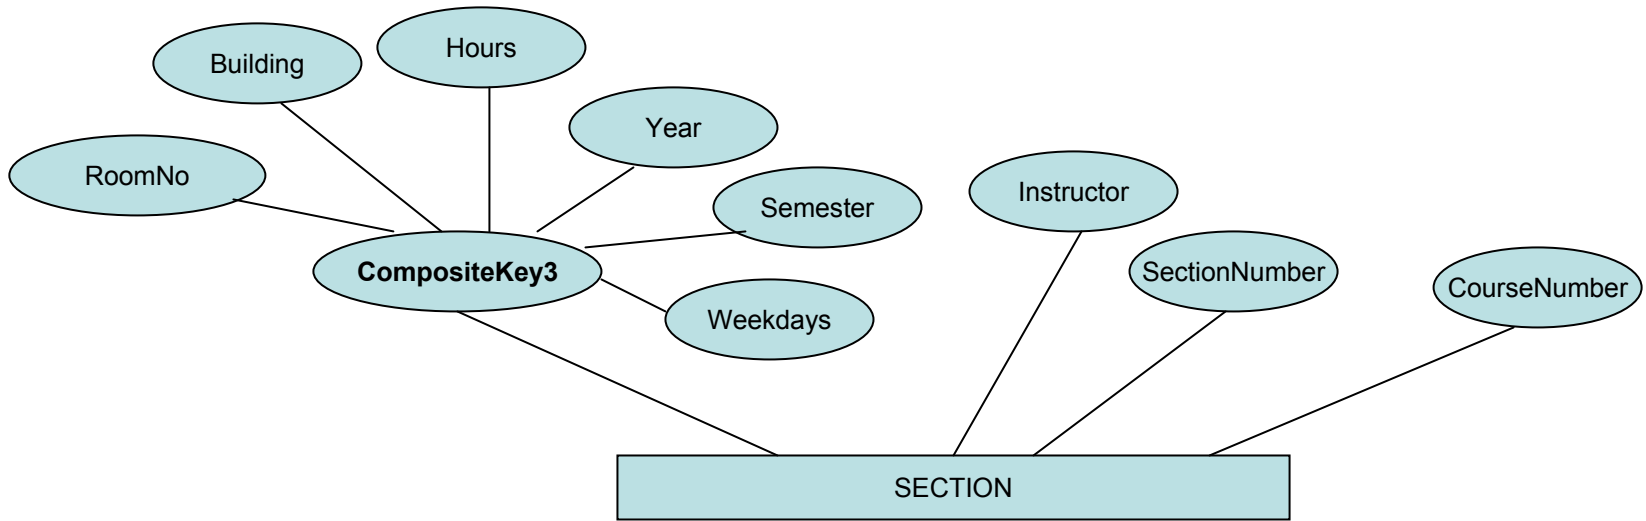 Hours
Building
Year
RoomNo
Semester
Instructor
CompositeKey3
SectionNumber
CourseNumber
Weekdays
SECTION